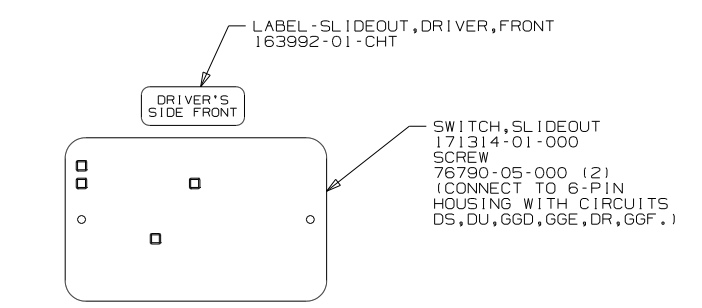 LABEL-SLIDEOUT,DRIVER,FRONT
163992-01-CHT
DRIVER'S
SIDE FRONT
SWITCH,SLIDEOUT
171314-01-000
SCREW
76790-05-000 (2)
(CONNECT TO 6-PIN
HOUSING WITH CIRCUITS
DS,DU,GGD,GGE,DR,GGF.)